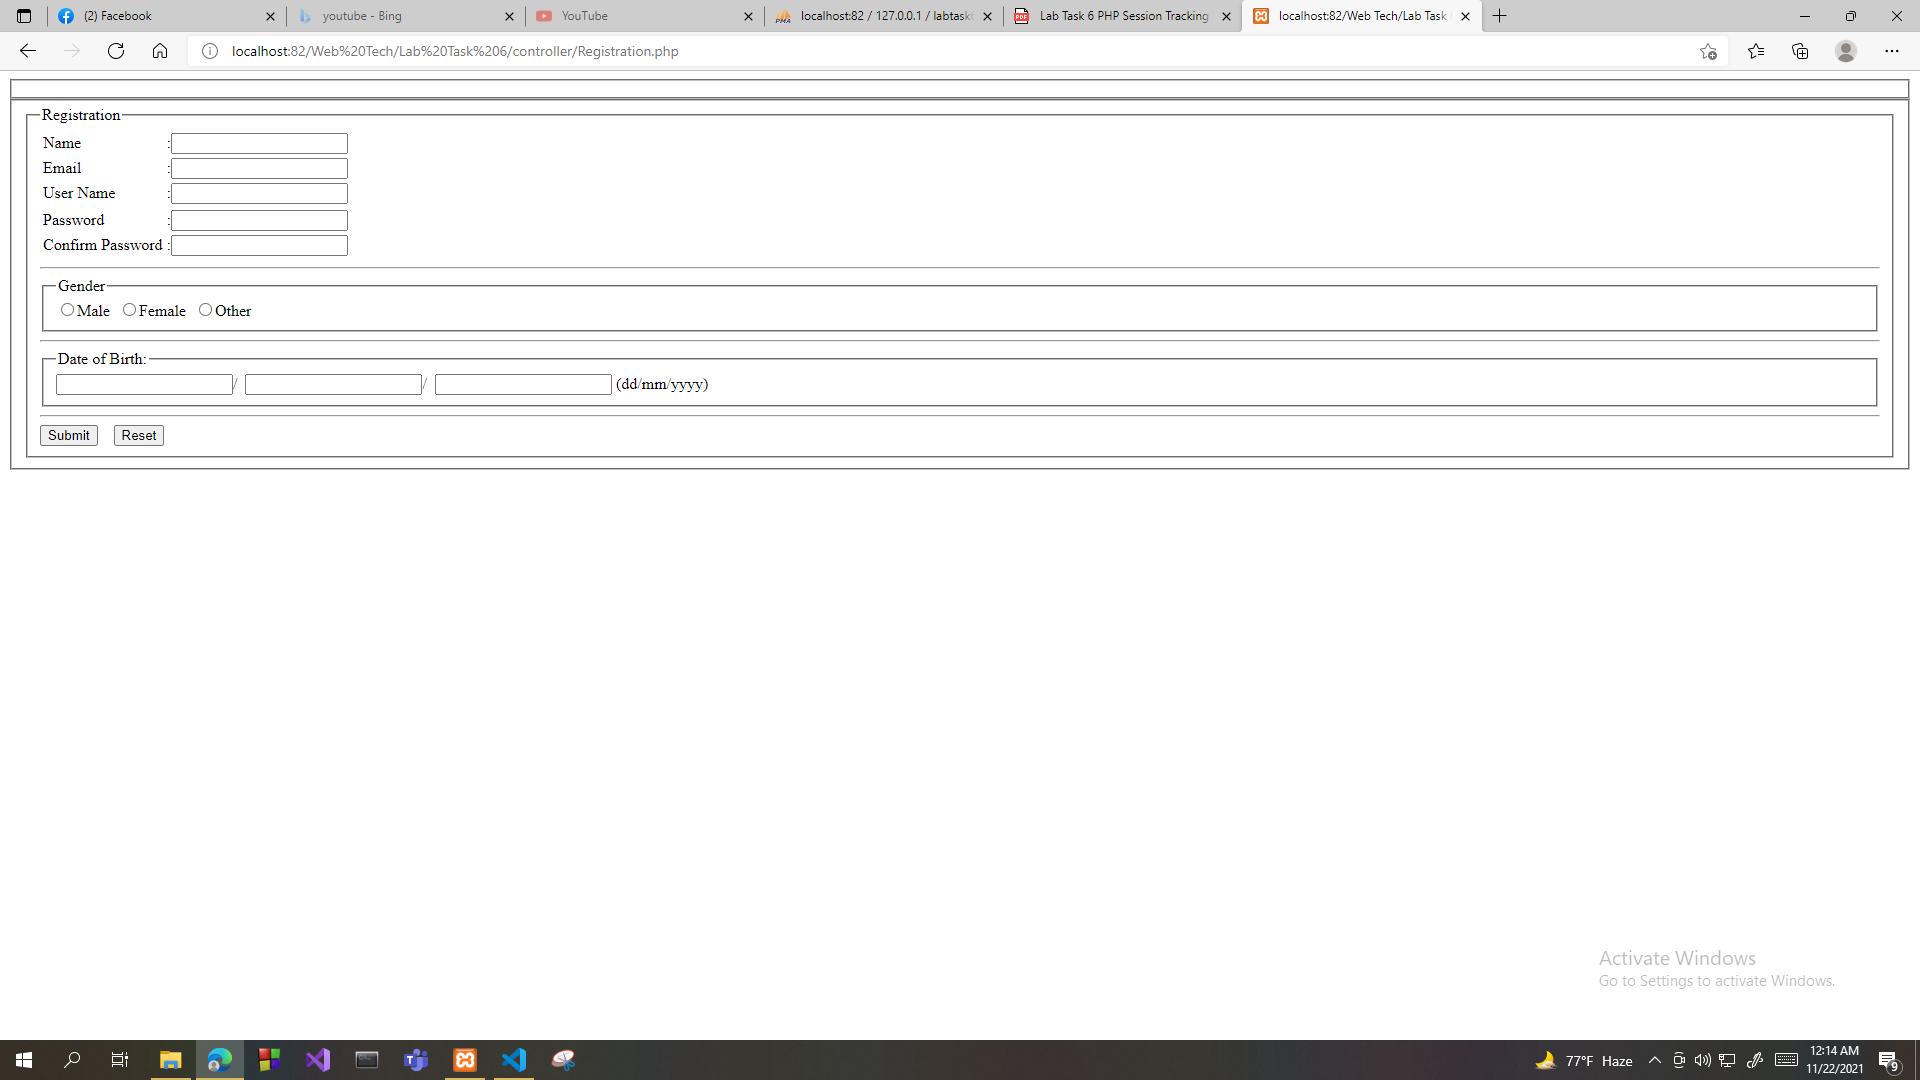 (2) Facebook
youtube - Bing
YouTube
localhost:82 / 127.0.0.1 / labtask6
Lab Task 6 PHP Session Tracking
localhost:82/Web Tech/Lab Task
localhost:82/Web%20Tech/Lab%20Task%206/controller/Registration.php
Registration
Name :
Email :
User Name :
Password :
Confirm Password :
Gender
Male Female Other
Date of Birth:
/ / (dd/mm/yyyy)
Submit Reset
Activate Windows
Go to Settings to activate Windows.
77°F Haze
12:14 AM
11/22/2021
9